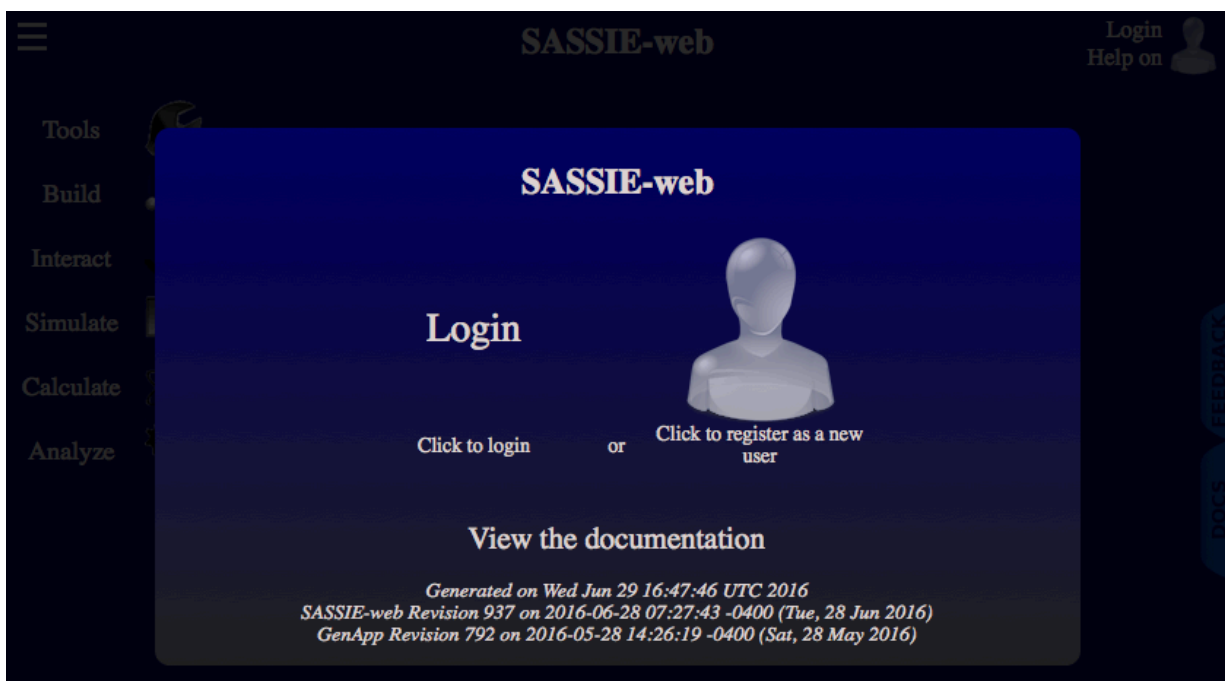 SASSIE-web
Login
Help on
Tools
Build
Interact
Simulate
Calculate
Analyze
SASSIE-web
Login
Click to login
or
Click to register as a new
user
View the documentation
Generated on Wed Jun 29 16:47:46 UTC 2016
SASSIE-web Revision 937 on 2016-06-28 07:27:43 -0400 (Tue, 28 Jun 2016)
GenApp Revision 792 on 2016-05-28 14:26:19 -0400 (Sat, 28 May 2016)
FEEDBACK
DOCS